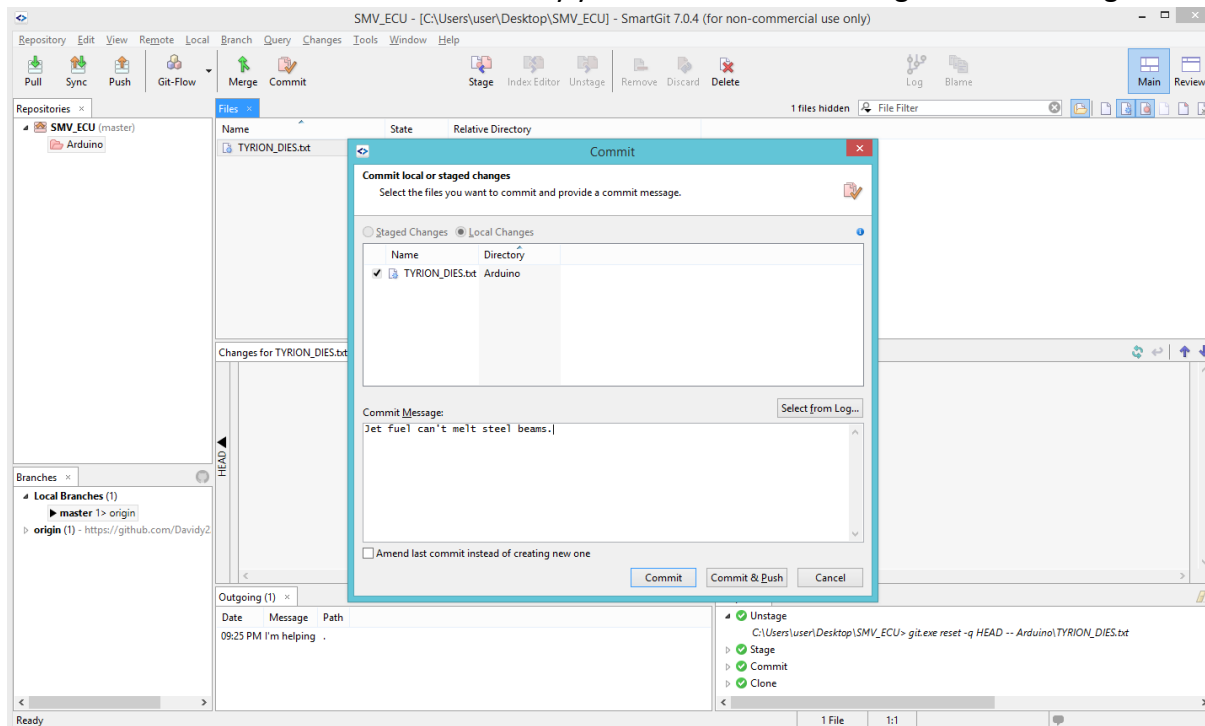 SMV_ECU - [C:\Users\user\Desktop\SMV_ECU] - SmartGit 7.0.4 (for non-commercial use only)
Repository Edit View Remote Local Branch Query Changes Tools Window Help
Pull Sync Push Git-Flow Merge Commit Stage Index Editor Unstage Remove Discard Delete Log Blame Main Review
Repositories Files 1 files hidden File Filter
SMV_ECU (master) Name State Relative Directory
Arduino TYRION_DIES.txt
Commit
Commit local or staged changes
Select the files you want to commit and provide a commit message.
Staged Changes Local Changes
Name Directory
TYRION_DIES.txt Arduino
Changes for TYRION_DIES.txt
HEAD
Select from Log...
Commit Message:
Jet fuel can't melt steel beams.
Amend last commit instead of creating new one
Commit Commit & Push Cancel
Branches
Local Branches (1)
master 1> origin
origin (1) - https://github.com/Davidy2
Outgoing (1)
Date Message Path
09:25 PM I'm helping .
Unstage
C:\Users\user\Desktop\SMV_ECU> git.exe reset -q HEAD -- Arduino\TYRION_DIES.txt
Stage
Commit
Clone
Ready 1 File 1:1